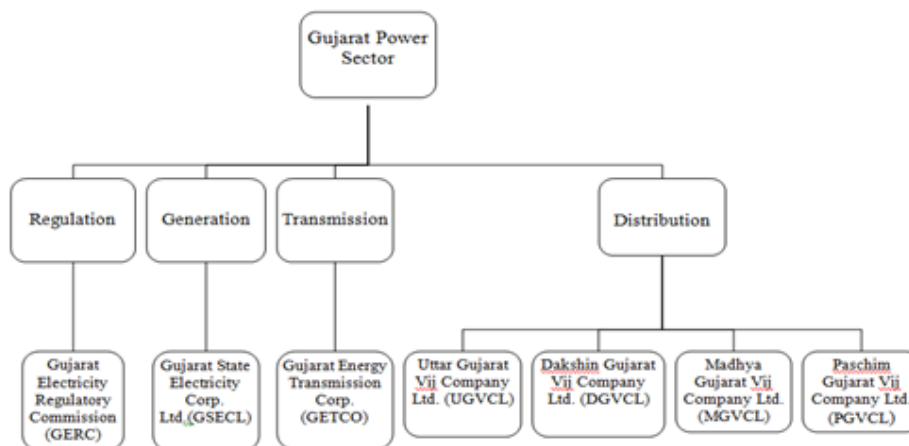 Gujarat Power
Sector
Regulation
Generation
Transmission
Distribution
Gujarat
Electricity
Regulatory
Commission
(GERC)
Gujarat State
Electricity
Corp.
Ltd.(GSECL)
Gujarat Energy
Transmission
Corp.
(GETCO)
Uttar Gujarat
Vij Company
Ltd. (UGVCL)
Dakshin Gujarat
Vij Company
Ltd. (DGVCL)
Madhya
Gujarat Vij
Company Ltd.
(MGVCL)
Paschim
Gujarat Vij
Company Ltd.
(PGVCL)